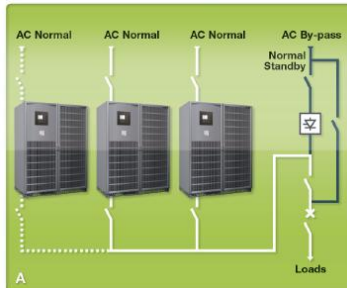 AC Normal
AC Normal
AC Normal
AC By-pass
Normal
Standby
A
Loads